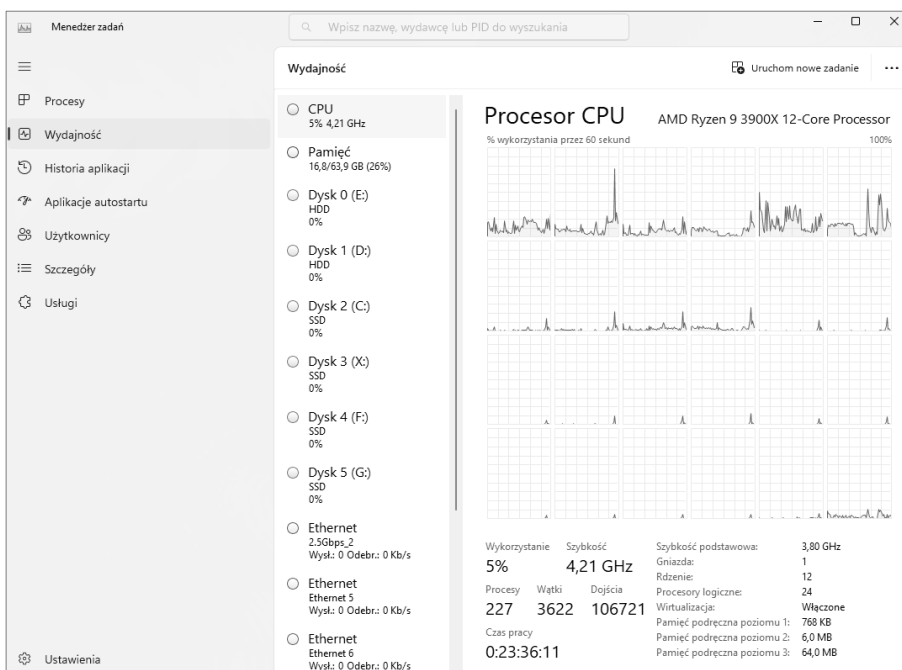 Menedżer zadań
Wpisz nazwę, wydawcę lub PID do wyszukania
Procesy
Wydajność
Historia aplikacji
Aplikacje autostartu
Użytkownicy
Szczegóły
Usługi
Ustawienia
Wydajność
Uruchom nowe zadanie
CPU
5% 4,21 GHz
Pamięć
16,8/63,9 GB (26%)
Dysk 0 (E:)
HDD
0%
Dysk 1 (D:)
HDD
0%
Dysk 2 (C:)
SSD
0%
Dysk 3 (X:)
SSD
0%
Dysk 4 (F:)
SSD
0%
Dysk 5 (G:)
SSD
0%
Ethernet
2.5Gbps_2
Wysł.: 0 Odebr.: 0 Kb/s
Ethernet
Ethernet 5
Wysł.: 0 Odebr.: 0 Kb/s
Ethernet
Ethernet 6
Wysł.: 0 Odebr.: 0 Kb/s
Procesor CPU AMD Ryzen 9 3900X 12-Core Processor
% wykorzystania przez 60 sekund 100%
Wykorzystanie Szybkość
5% 4,21 GHz
Procesy Wątki Dojścia
227 3622 106721
Czas pracy
0:23:36:11
Szybkość podstawowa: 3,80 GHz
Gniazda: 1
Rdzenie: 12
Procesory logiczne: 24
Wirtualizacja: Włączone
Pamięć podręczna poziomu 1: 768 KB
Pamięć podręczna poziomu 2: 6,0 MB
Pamięć podręczna poziomu 3: 64,0 MB